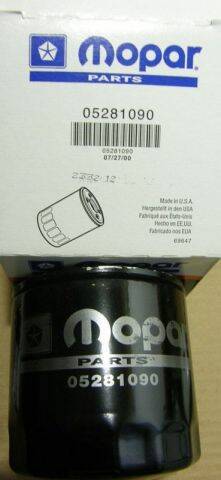 Mopar
PARTS
05281090
05281090
07/27/00
Made in U.S.A.
Hergestellt in den USA
Fabriqué aux États-Unis
Hecho en EE.UU.
Fabricado nos EUA
69647
Mopar
PARTS
05281090